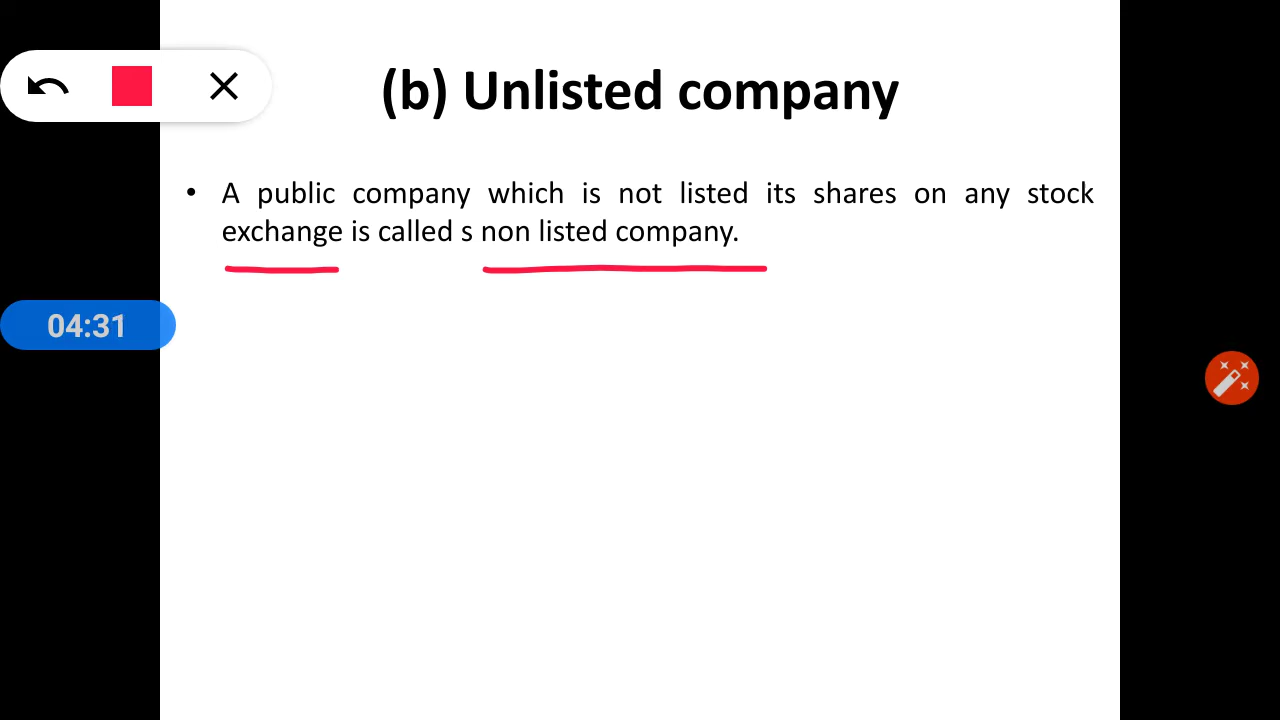 (b) Unlisted company
• A public company which is not listed its shares on any stock
exchange is called s non listed company.
04:31